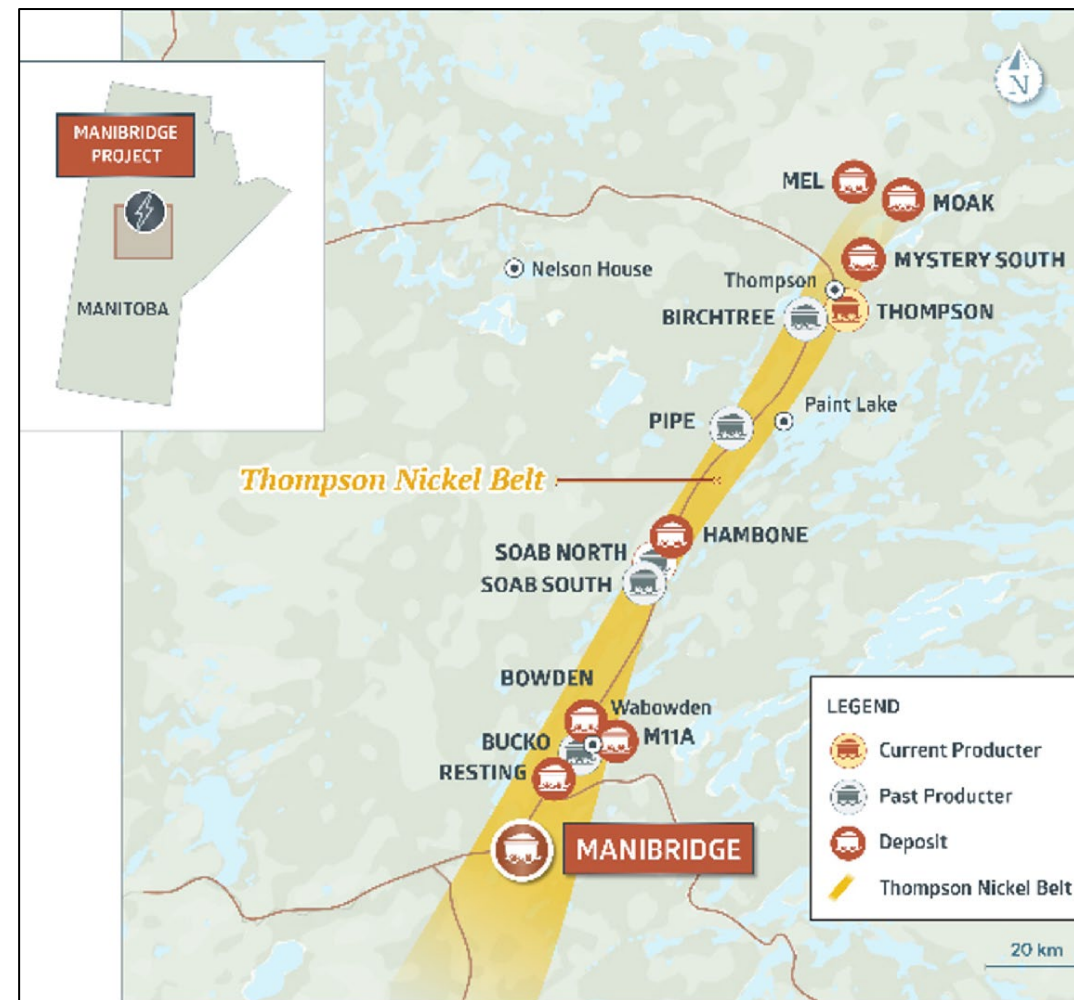 MANIBRIDGE
PROJECT
MANITOBA
N
MEL
MOAK
MYSTERY SOUTH
Nelson House
Thompson
THOMPSON
BIRCHTREE
Paint Lake
PIPE
Thompson Nickel Belt
HAMBONE
SOAB NORTH
SOAB SOUTH
BOWDEN
Wabowden
M11A
BUCKO
RESTING
MANIBRIDGE
LEGEND
Current Producter
Past Producter
Deposit
Thompson Nickel Belt
20 km